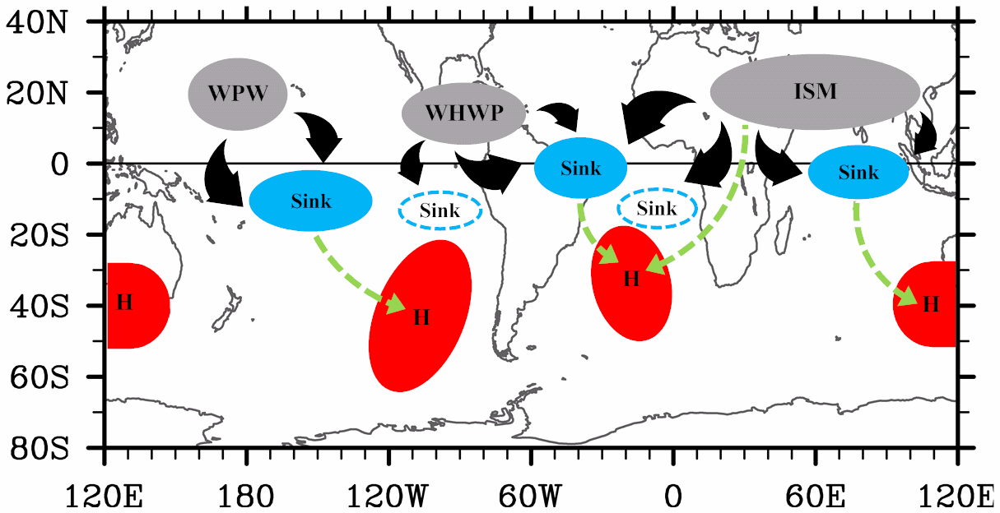 40N
20N
0
20S
40S
60S
80S
WPW
WHWP
ISM
Sink
Sink
Sink
Sink
Sink
H
H
H
H
120E 180 120W 60W 0 60E 120E